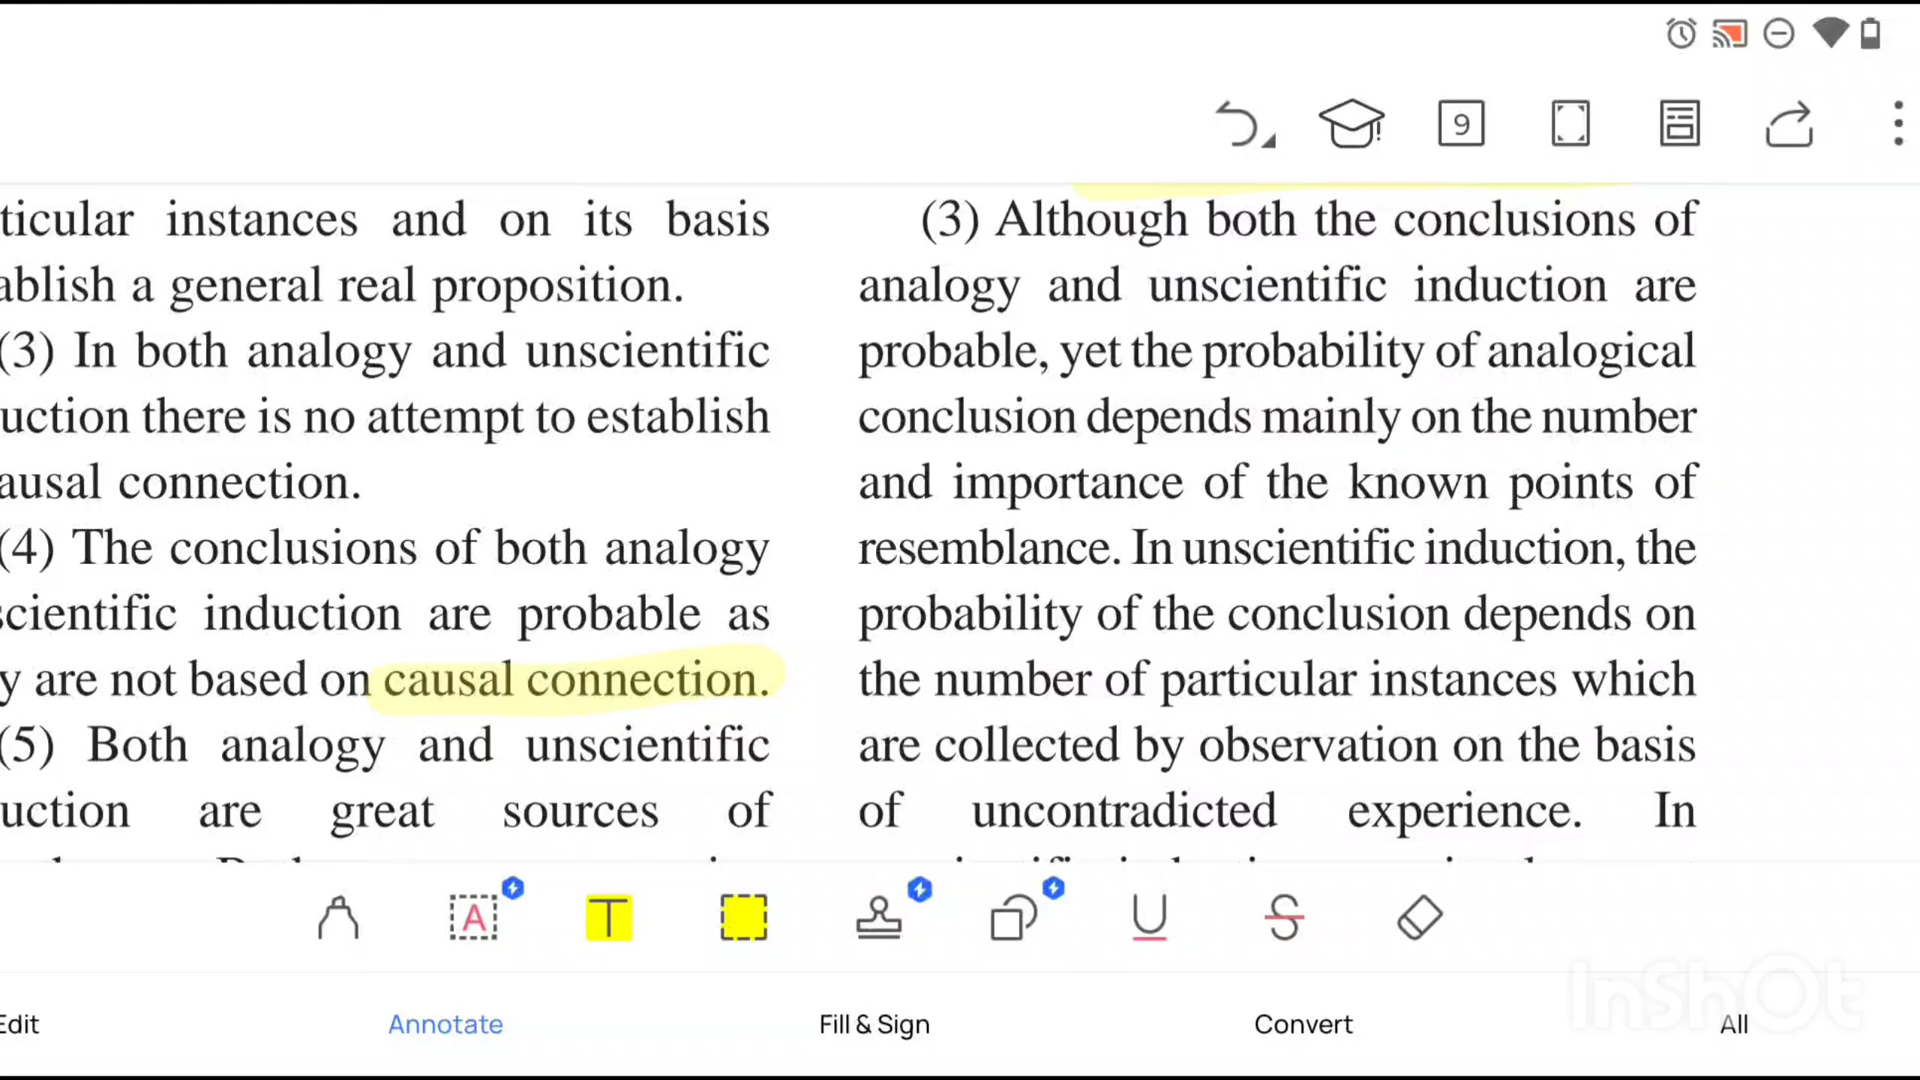 9
ticular instances and on its basis
ablish a general real proposition.
(3) In both analogy and unscientific
uction there is no attempt to establish
ausal connection.
(4) The conclusions of both analogy
scientific induction are probable as
y are not based on causal connection.
(5) Both analogy and unscientific
uction are great sources of
(3) Although both the conclusions of
analogy and unscientific induction are
probable, yet the probability of analogical
conclusion depends mainly on the number
and importance of the known points of
resemblance. In unscientific induction, the
probability of the conclusion depends on
the number of particular instances which
are collected by observation on the basis
of uncontradicted experience. In
A T U S
Edit Annotate Fill & Sign Convert All
InShOt